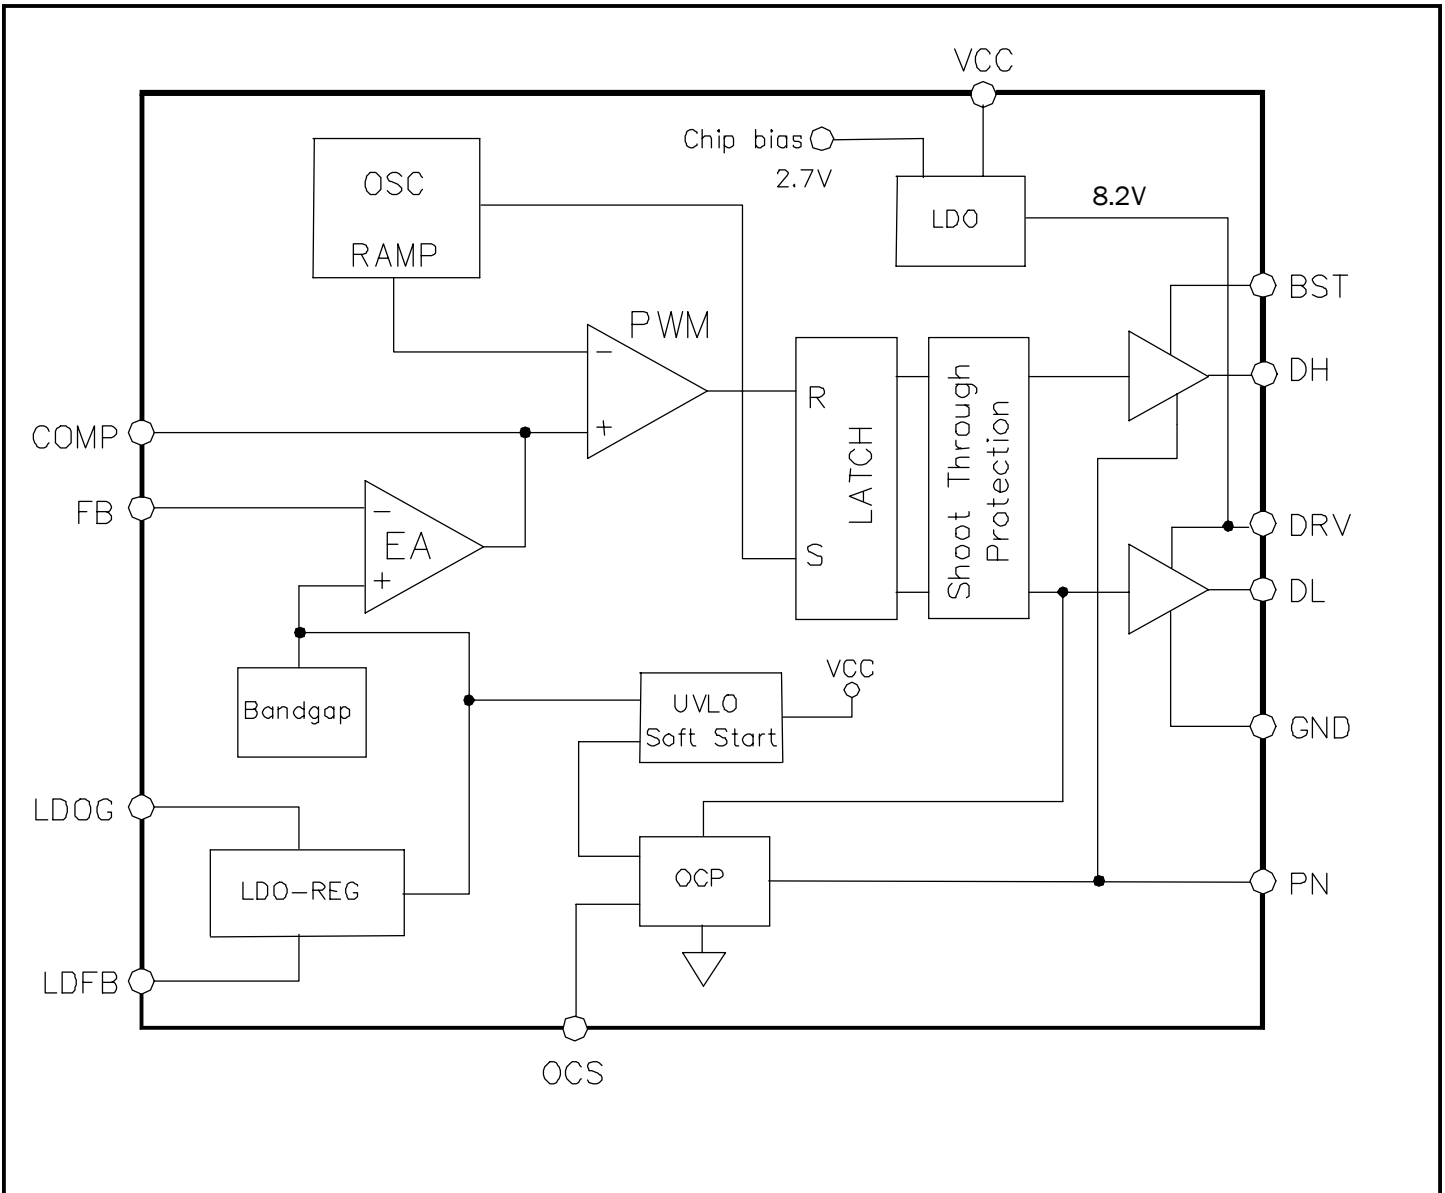 VCC
Chip bias
2.7V
OSC
RAMP
LDO
8.2V
BST
PWM
−
+
R
S
LATCH
Shoot Through
Protection
DH
COMP
FB
−
EA
+
DRV
DL
Bandgap
UVLO
Soft Start
VCC
GND
LDOG
LDO-REG
OCP
PN
LDFB
OCS